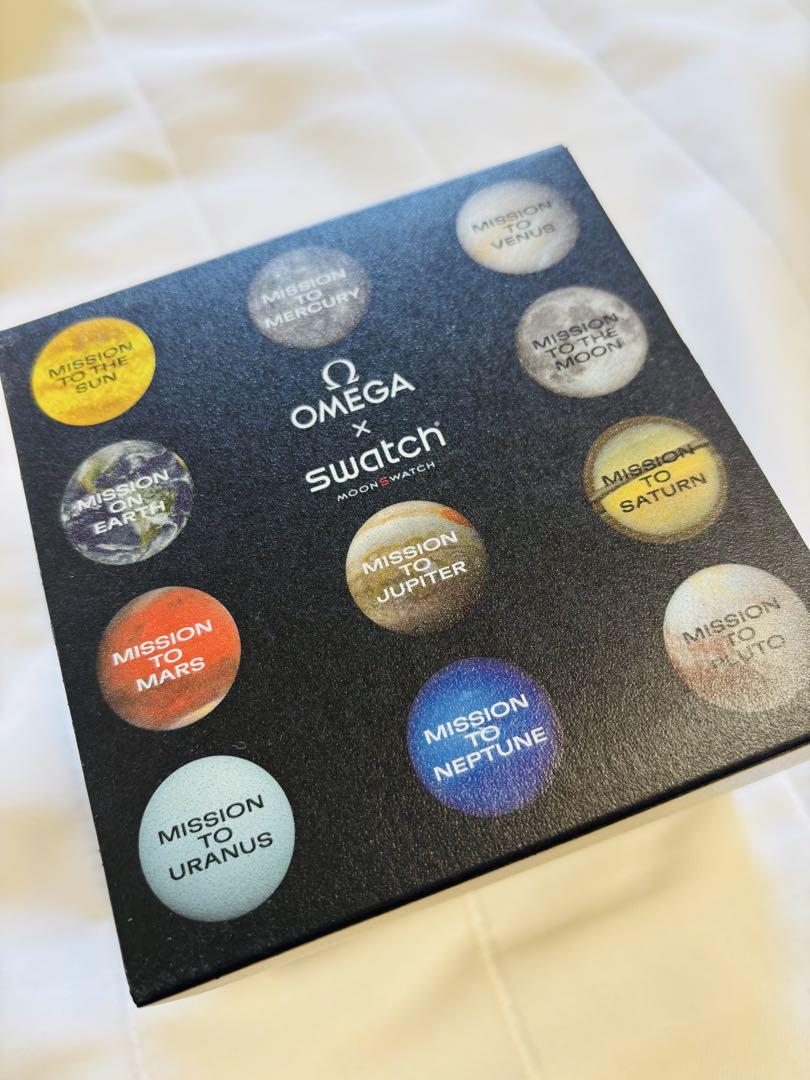 MISSION
TO
VENUS
MISSION
TO
MERCURY
MISSION
TO THE
SUN
MISSION
TO THE
MOON
Ω
OMEGA
×
swatch®
MOONSWATCH
MISSION
ON
EARTH
MISSION
TO
SATURN
MISSION
TO
JUPITER
MISSION
TO
MARS
MISSION
TO
PLUTO
MISSION
TO
NEPTUNE
MISSION
TO
URANUS